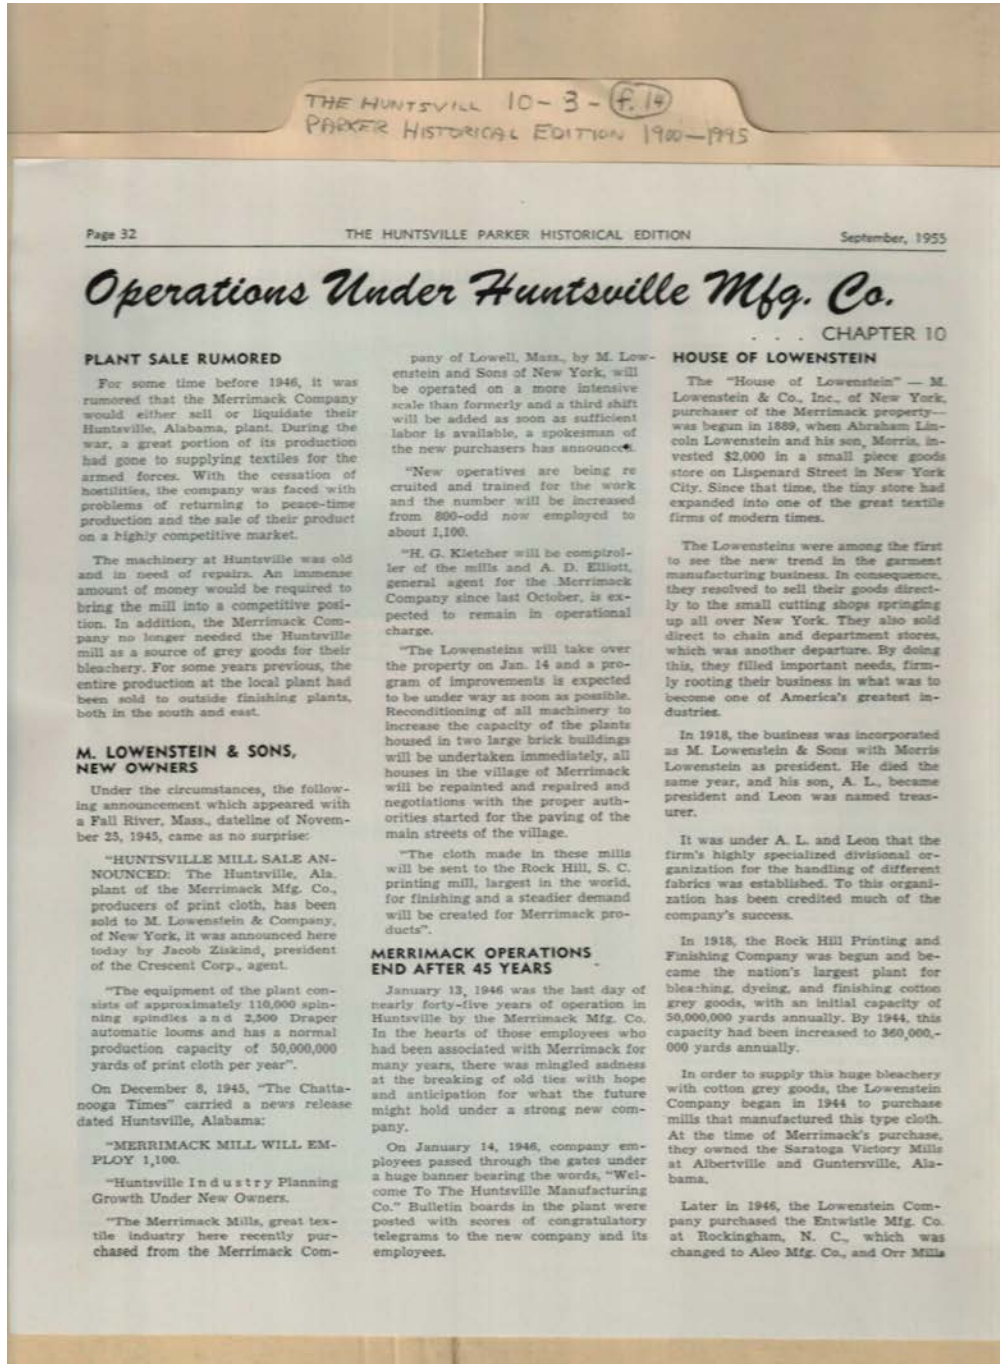 THE HUNTSVILL 10-3-f.14
PARKER HISTORICAL EDITION 1900-1995
Page 32 THE HUNTSVILLE PARKER HISTORICAL EDITION September, 1955
Operations Under Huntsville Mfg. Co.
. . . CHAPTER 10
PLANT SALE RUMORED
For some time before 1946, it was
rumored that the Merrimack Company
would either sell or liquidate their
Huntsville, Alabama, plant. During the
war, a great portion of its production
had gone to supplying textiles for the
armed forces. With the cessation of
hostilities, the company was faced with
problems of returning to peace-time
production and the sale of their product
on a highly competitive market.
The machinery at Huntsville was old
and in need of repairs. An immense
amount of money would be required to
bring the mill into a competitive posi-
tion. In addition, the Merrimack Com-
pany no longer needed the Huntsville
mill as a source of grey goods for their
bleachery. For some years previous, the
entire production at the local plant had
been sold to outside finishing plants,
both in the south and east.
M. LOWENSTEIN & SONS,
NEW OWNERS
Under the circumstances, the follow-
ing announcement which appeared with
a Fall River, Mass., dateline of Novem-
ber 25, 1945, came as no surprise:
"HUNTSVILLE MILL SALE AN-
NOUNCED: The Huntsville, Ala.
plant of the Merrimack Mfg. Co.,
producers of print cloth, has been
sold to M. Lowenstein & Company,
of New York, it was announced here
today by Jacob Ziskind, president
of the Crescent Corp., agent.
"The equipment of the plant con-
sists of approximately 110,000 spin-
ning spindles and 2,500 Draper
automatic looms and has a normal
production capacity of 50,000,000
yards of print cloth per year".
On December 8, 1945, "The Chatta-
nooga Times" carried a news release
dated Huntsville, Alabama:
"MERRIMACK MILL WILL EM-
PLOY 1,100.
"Huntsville Industry Planning
Growth Under New Owners.
"The Merrimack Mills, great tex-
tile industry here recently pur-
chased from the Merrimack Com-
pany of Lowell, Mass., by M. Low-
enstein and Sons of New York, will
be operated on a more intensive
scale than formerly and a third shift
will be added as soon as sufficient
labor is available, a spokesman of
the new purchasers has announced.
"New operatives are being re
cruited and trained for the work
and the number will be increased
from 800-odd now employed to
about 1,100.
"H. G. Kletcher will be comptrol-
ler of the mills and A. D. Elliott,
general agent for the Merrimack
Company since last October, is ex-
pected to remain in operational
charge.
"The Lowensteins will take over
the property on Jan. 14 and a pro-
gram of improvements is expected
to be under way as soon as possible.
Reconditioning of all machinery to
increase the capacity of the plants
housed in two large brick buildings
will be undertaken immediately, all
houses in the village of Merrimack
will be repainted and repaired and
negotiations with the proper auth-
orities started for the paving of the
main streets of the village.
"The cloth made in these mills
will be sent to the Rock Hill, S. C.
printing mill, largest in the world,
for finishing and a steadier demand
will be created for Merrimack pro-
ducts".
MERRIMACK OPERATIONS
END AFTER 45 YEARS
January 13, 1946 was the last day of
nearly forty-five years of operation in
Huntsville by the Merrimack Mfg. Co.
In the hearts of those employees who
had been associated with Merrimack for
many years, there was mingled sadness
at the breaking of old ties with hope
and anticipation for what the future
might hold under a strong new com-
pany.
On January 14, 1946, company em-
ployees passed through the gates under
a huge banner bearing the words, "Wel-
come To The Huntsville Manufacturing
Co." Bulletin boards in the plant were
posted with scores of congratulatory
telegrams to the new company and its
employees.
HOUSE OF LOWENSTEIN
The "House of Lowenstein" — M.
Lowenstein & Co., Inc., of New York,
purchaser of the Merrimack property—
was begun in 1889, when Abraham Lin-
coln Lowenstein and his son, Morris, in-
vested $2,000 in a small piece goods
store on Lispenard Street in New York
City. Since that time, the tiny store had
expanded into one of the great textile
firms of modern times.
The Lowensteins were among the first
to see the new trend in the garment
manufacturing business. In consequence,
they resolved to sell their goods direct-
ly to the small cutting shops springing
up all over New York. They also sold
direct to chain and department stores,
which was another departure. By doing
this, they filled important needs, firm-
ly rooting their business in what was to
become one of America's greatest in-
dustries.
In 1918, the business was incorporated
as M. Lowenstein & Sons with Morris
Lowenstein as president. He died the
same year, and his son, A. L., became
president and Leon was named treas-
urer.
It was under A. L. and Leon that the
firm's highly specialized divisional or-
ganization for the handling of different
fabrics was established. To this organi-
zation has been credited much of the
company's success.
In 1918, the Rock Hill Printing and
Finishing Company was begun and be-
came the nation's largest plant for
bleaching, dyeing, and finishing cotton
grey goods, with an initial capacity of
50,000,000 yards annually. By 1944, this
capacity had been increased to 360,000,-
000 yards annually.
In order to supply this huge bleachery
with cotton grey goods, the Lowenstein
Company began in 1944 to purchase
mills that manufactured this type cloth.
At the time of Merrimack's purchase,
they owned the Saratoga Victory Mills
at Albertville and Guntersville, Ala-
bama.
Later in 1946, the Lowenstein Com-
pany purchased the Entwistle Mfg. Co.
at Rockingham, N. C., which was
changed to Aleo Mfg. Co., and Orr Mills